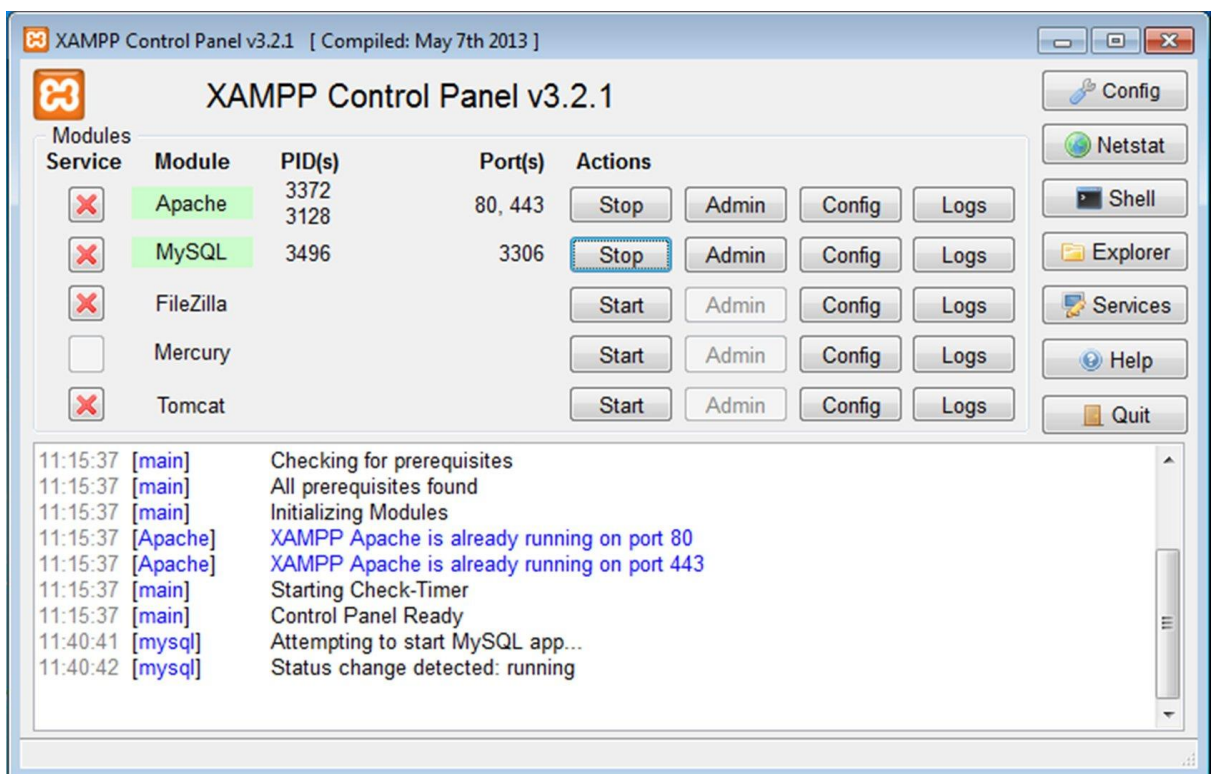 XAMPP Control Panel v3.2.1 [ Compiled: May 7th 2013 ]
XAMPP Control Panel v3.2.1
Config
Modules
Service Module PID(s) Port(s) Actions
Netstat
Apache 3372 80, 443 Stop Admin Config Logs
3128
Shell
MySQL 3496 3306 Stop Admin Config Logs
Explorer
FileZilla Start Admin Config Logs
Services
Mercury Start Admin Config Logs
Help
Tomcat Start Admin Config Logs
Quit
11:15:37 [main] Checking for prerequisites
11:15:37 [main] All prerequisites found
11:15:37 [main] Initializing Modules
11:15:37 [Apache] XAMPP Apache is already running on port 80
11:15:37 [Apache] XAMPP Apache is already running on port 443
11:15:37 [main] Starting Check-Timer
11:15:37 [main] Control Panel Ready
11:40:41 [mysql] Attempting to start MySQL app...
11:40:42 [mysql] Status change detected: running